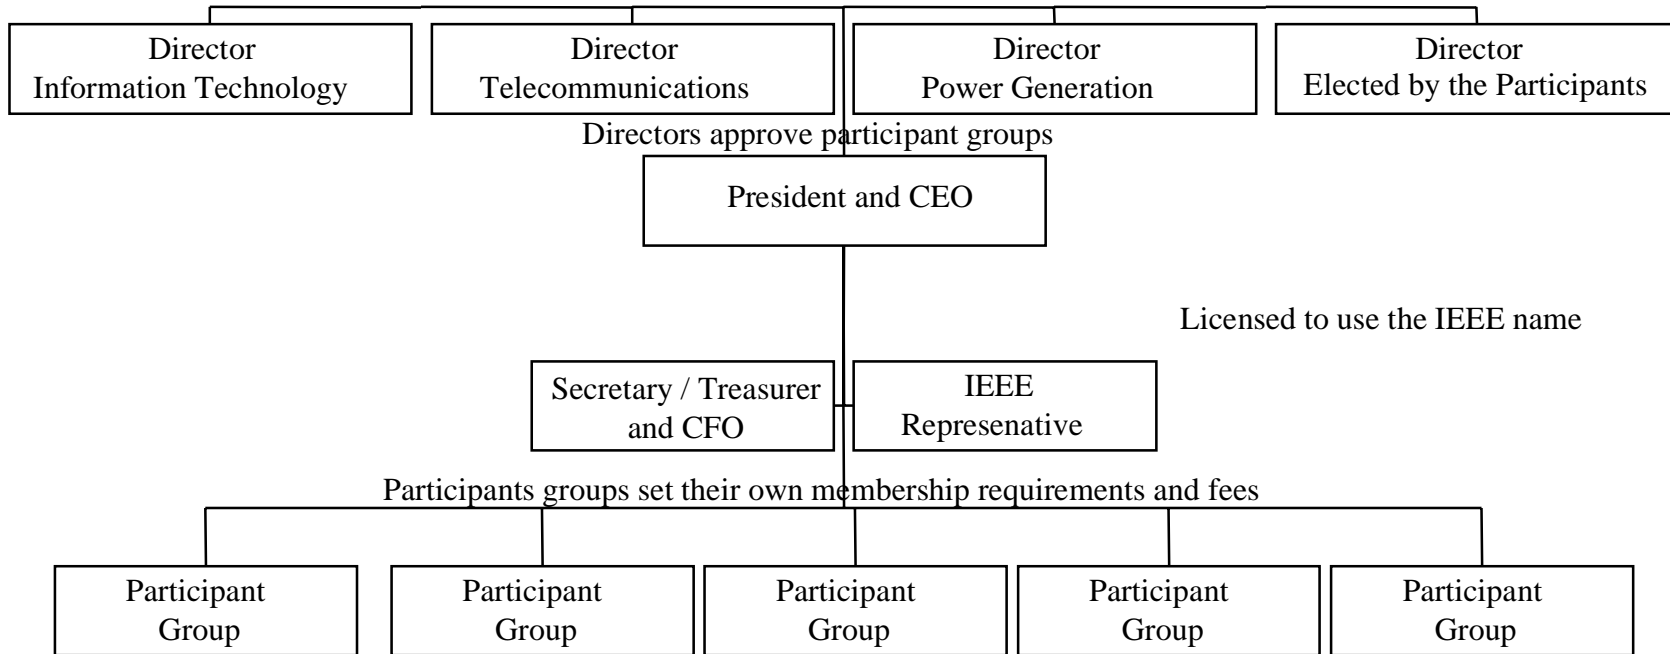 Director
Information Technology
Director
Telecommunications
Director
Power Generation
Director
Elected by the Participants
Directors approve participant groups
President and CEO
Licensed to use the IEEE name
Secretary / Treasurer
and CFO
IEEE
Represenative
Participants groups set their own membership requirements and fees
Participant
Group
Participant
Group
Participant
Group
Participant
Group
Participant
Group